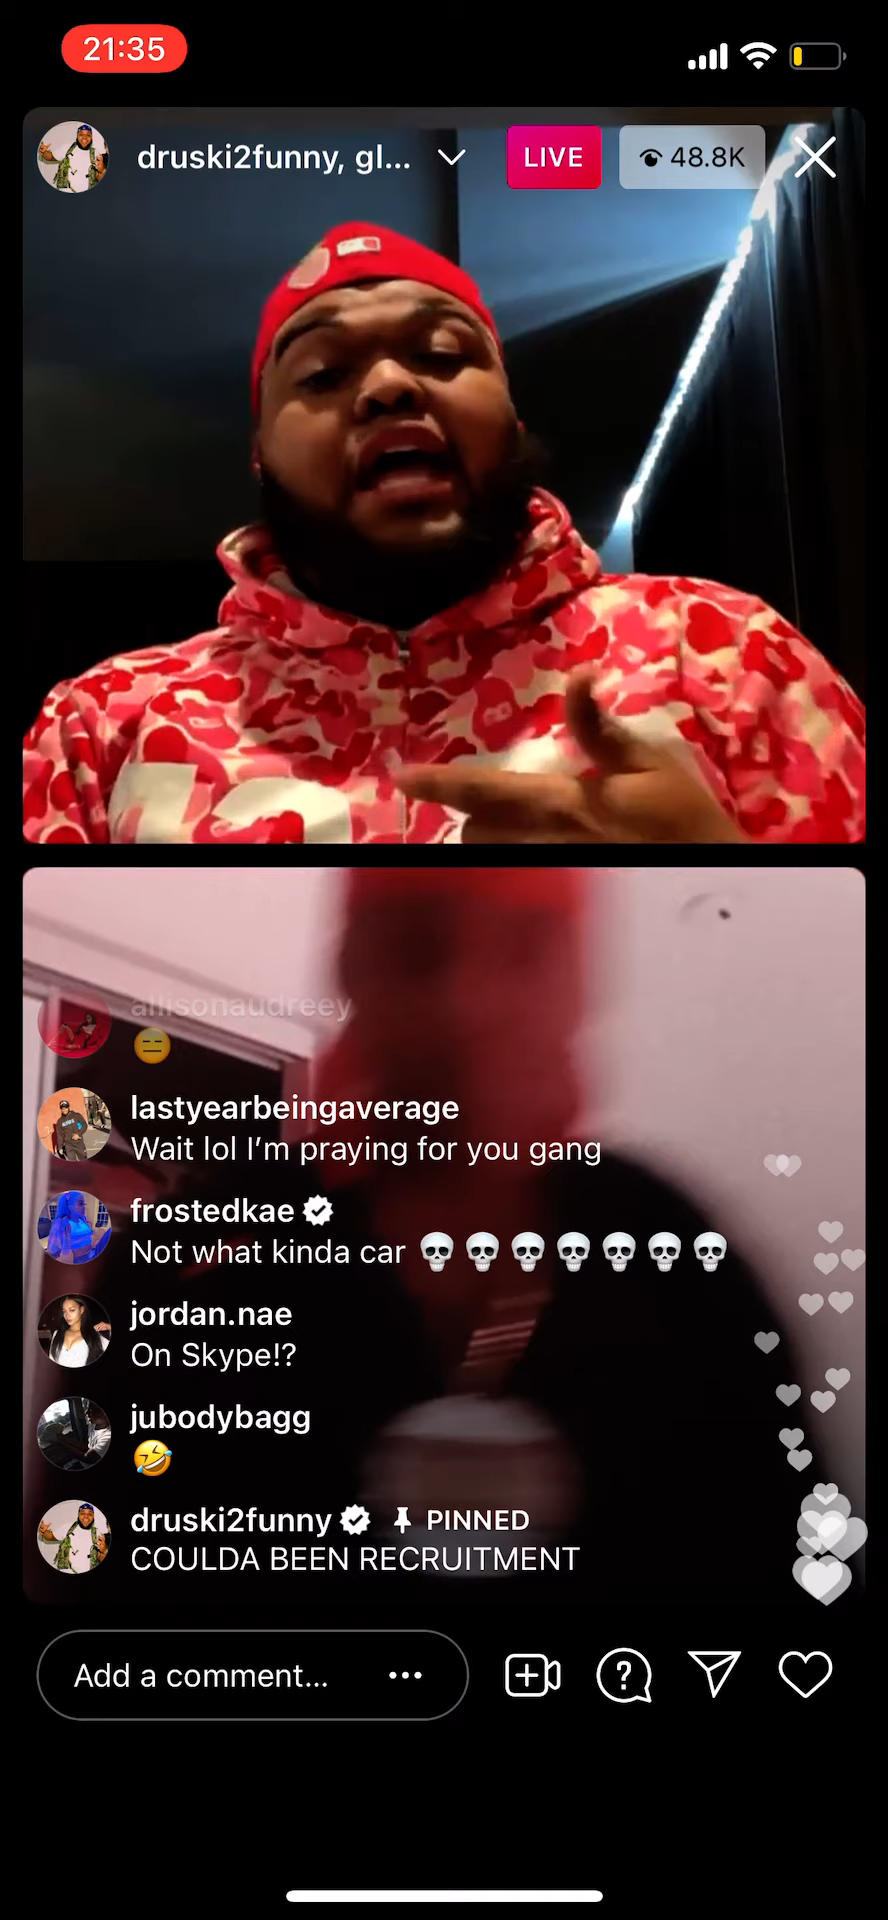 21:35
druski2funny, gl...
LIVE
48.8K
allisonaudreey
😑
lastyearbeingaverage
Wait lol I'm praying for you gang
frostedkae
Not what kinda car 💀💀💀💀💀💀💀
jordan.nae
On Skype!?
jubodybagg
🤣
druski2funny PINNED
COULDA BEEN RECRUITMENT
Add a comment...